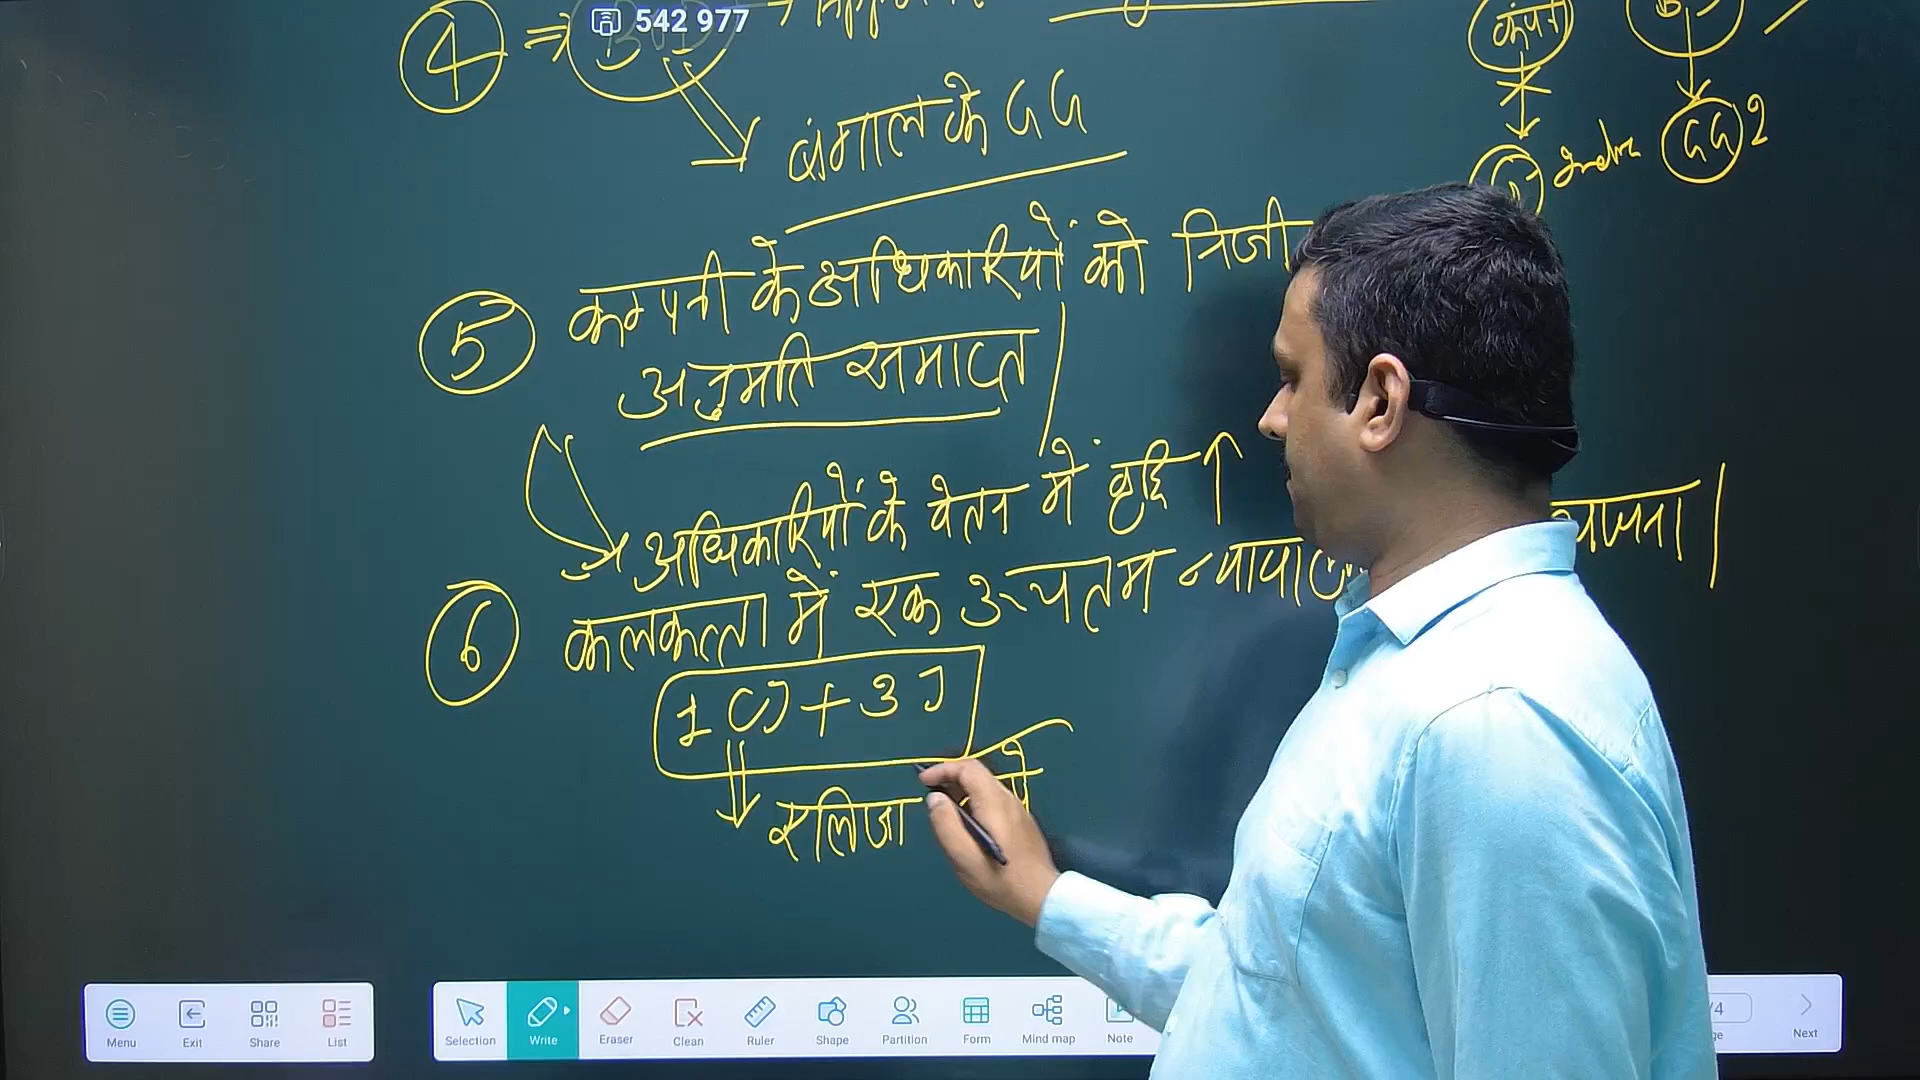 542 977
④ ⇒
बंगाल के GG
GG 2
⑤ कम्पनी के अधिकारियों को निजी
अनुमति समाप्त |
अधिकारियों के वेतन में वृद्धि ↑
⑥ कलकत्ता में एक उच्चतम न्यायाल
1 CJ + 3 J
एलिजा
Menu Exit Share List Selection Write Eraser Clean Ruler Shape Partition Form Mind map Note Next